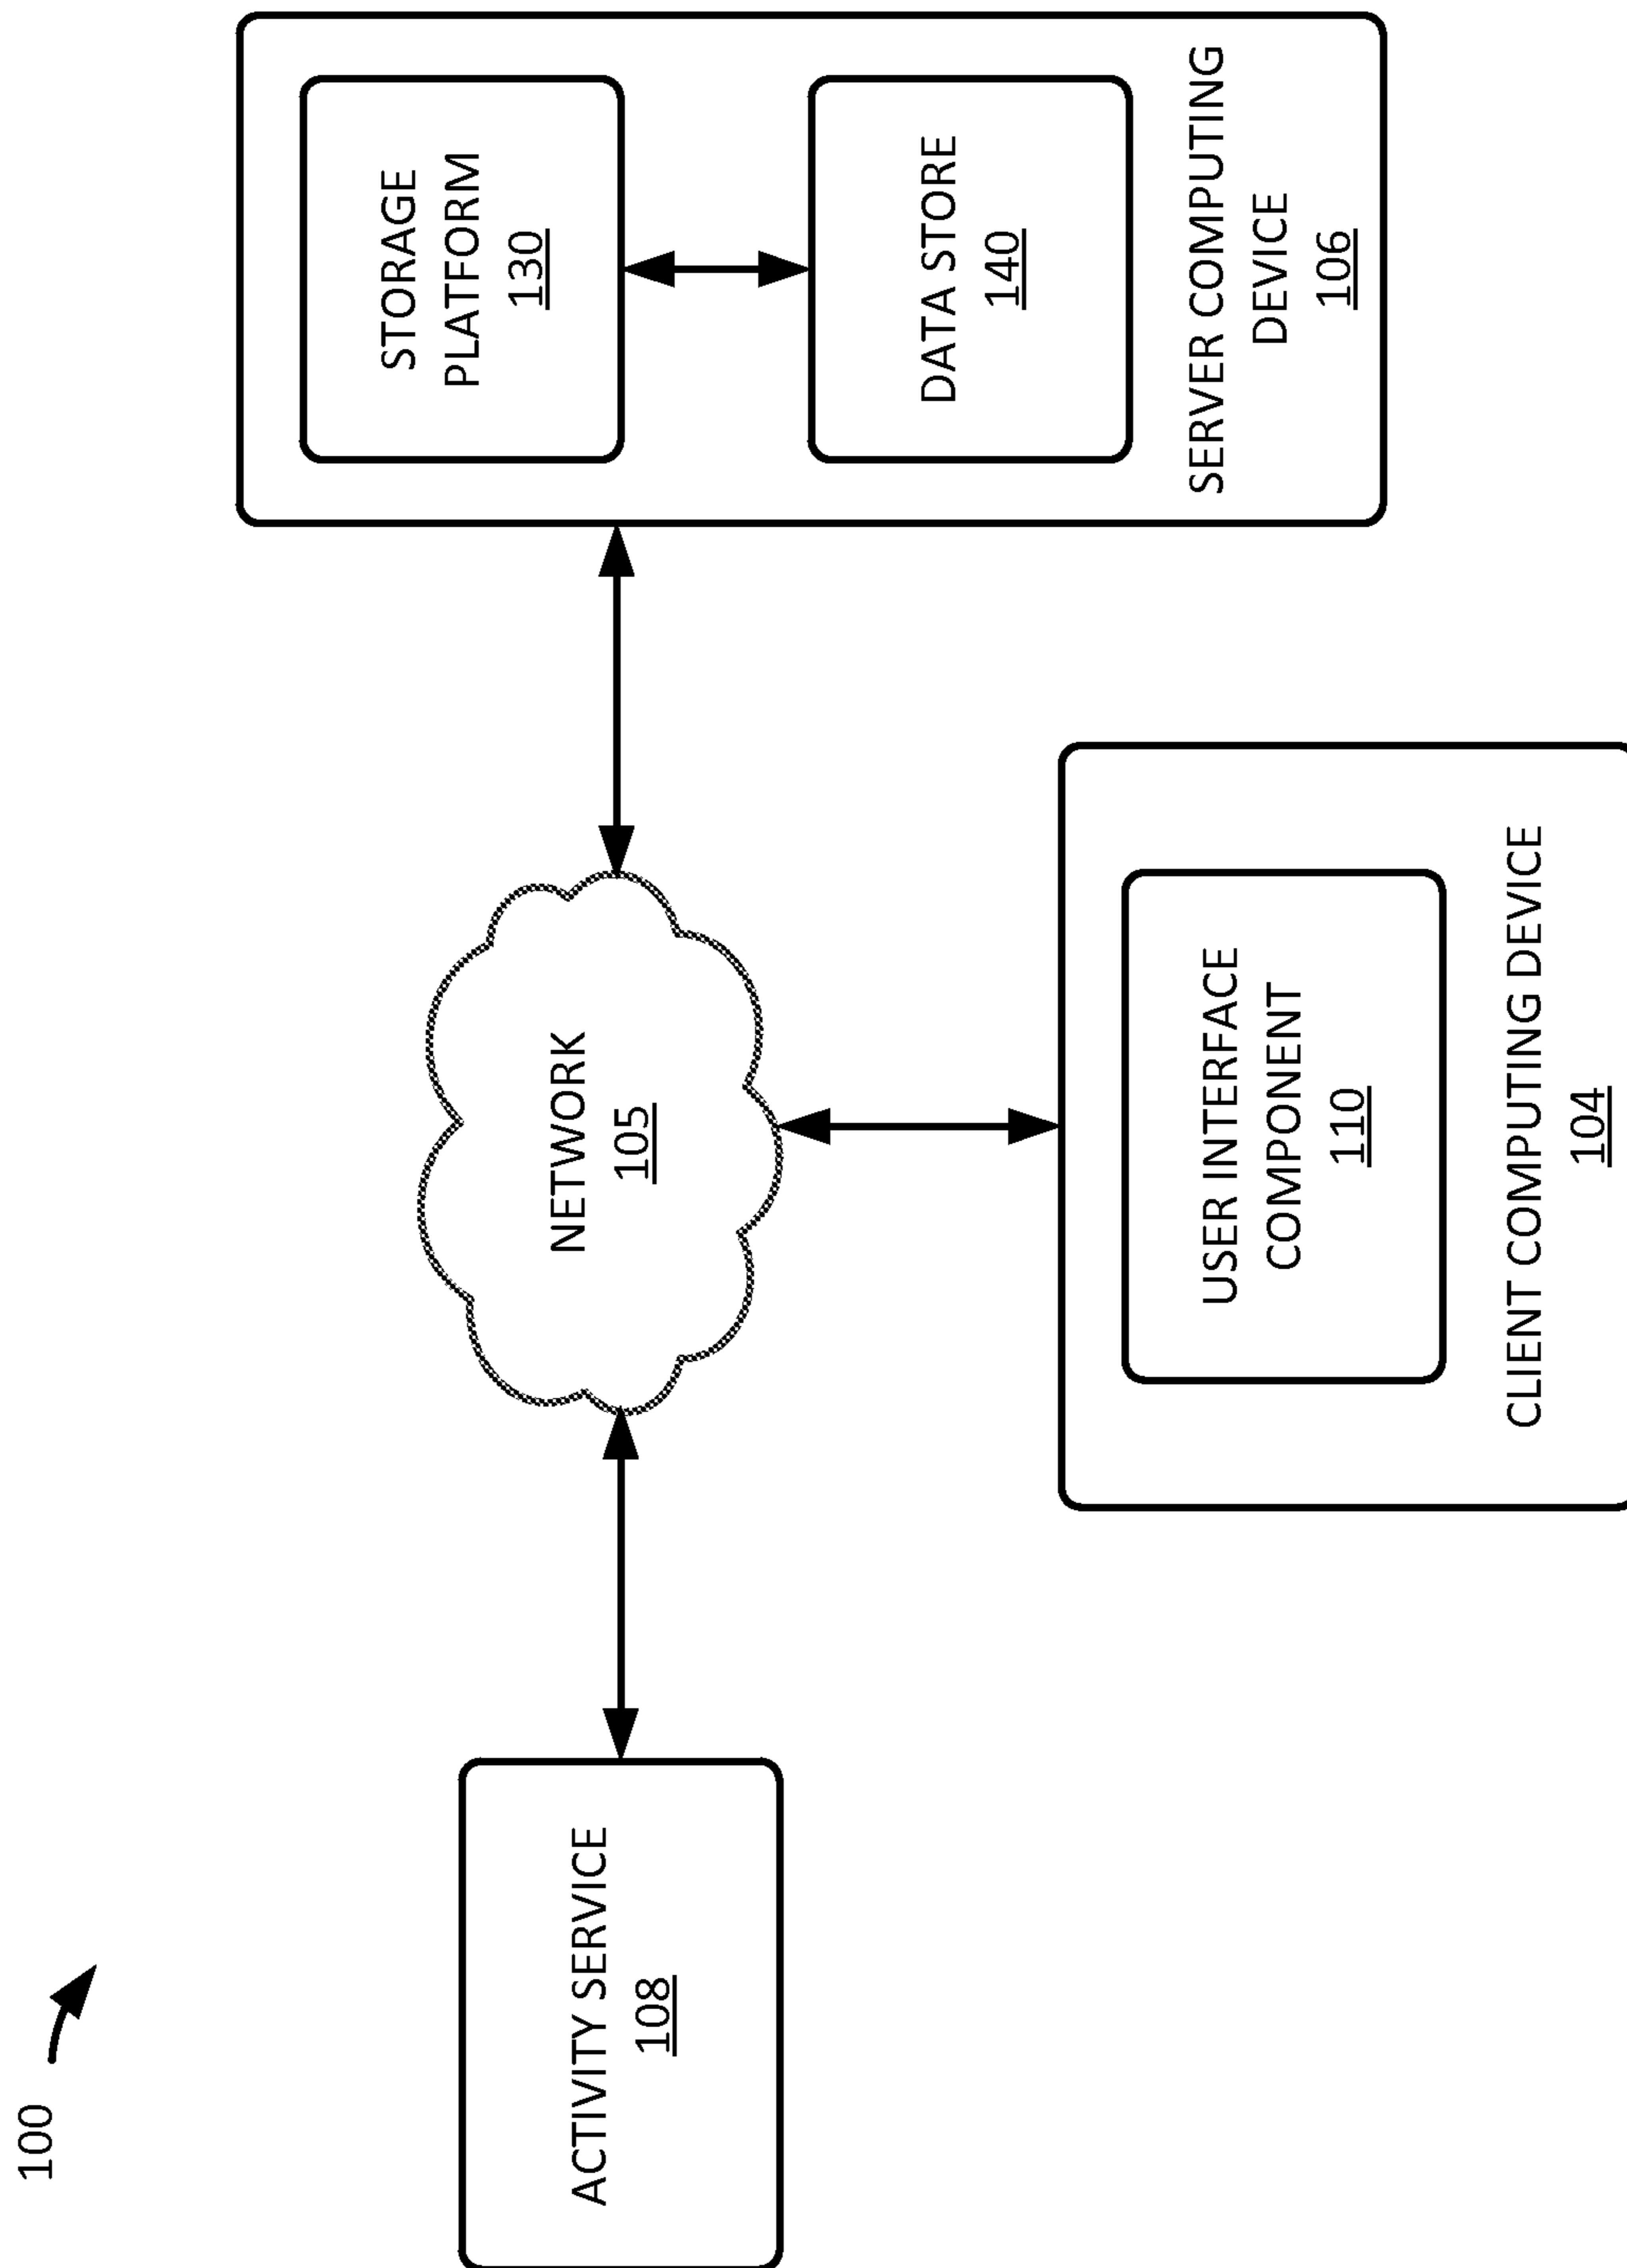 100
ACTIVITY SERVICE
108
NETWORK
105
STORAGE
PLATFORM
130
DATA STORE
140
SERVER COMPUTING
DEVICE
106
USER INTERFACE
COMPONENT
110
CLIENT COMPUTING DEVICE
104